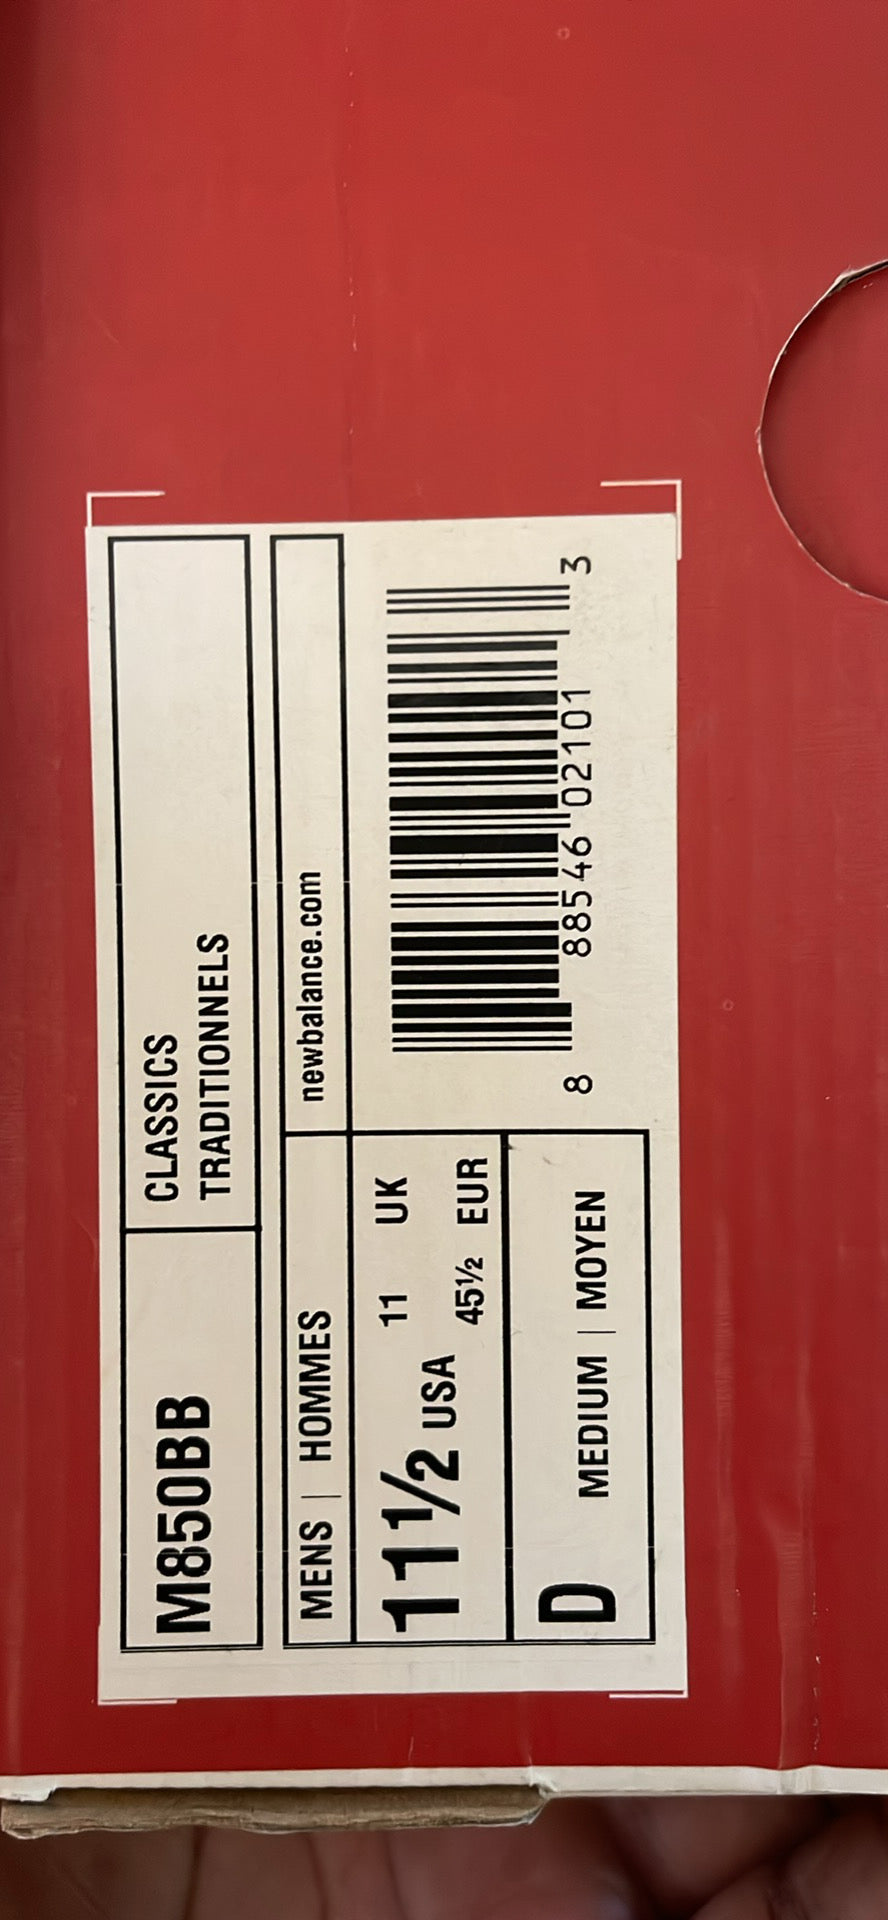 M850BB
CLASSICS
TRADITIONNELS
MENS | HOMMES
newbalance.com
11½ USA
11 UK
45½ EUR
D
MEDIUM | MOYEN
8 88546 02101 3